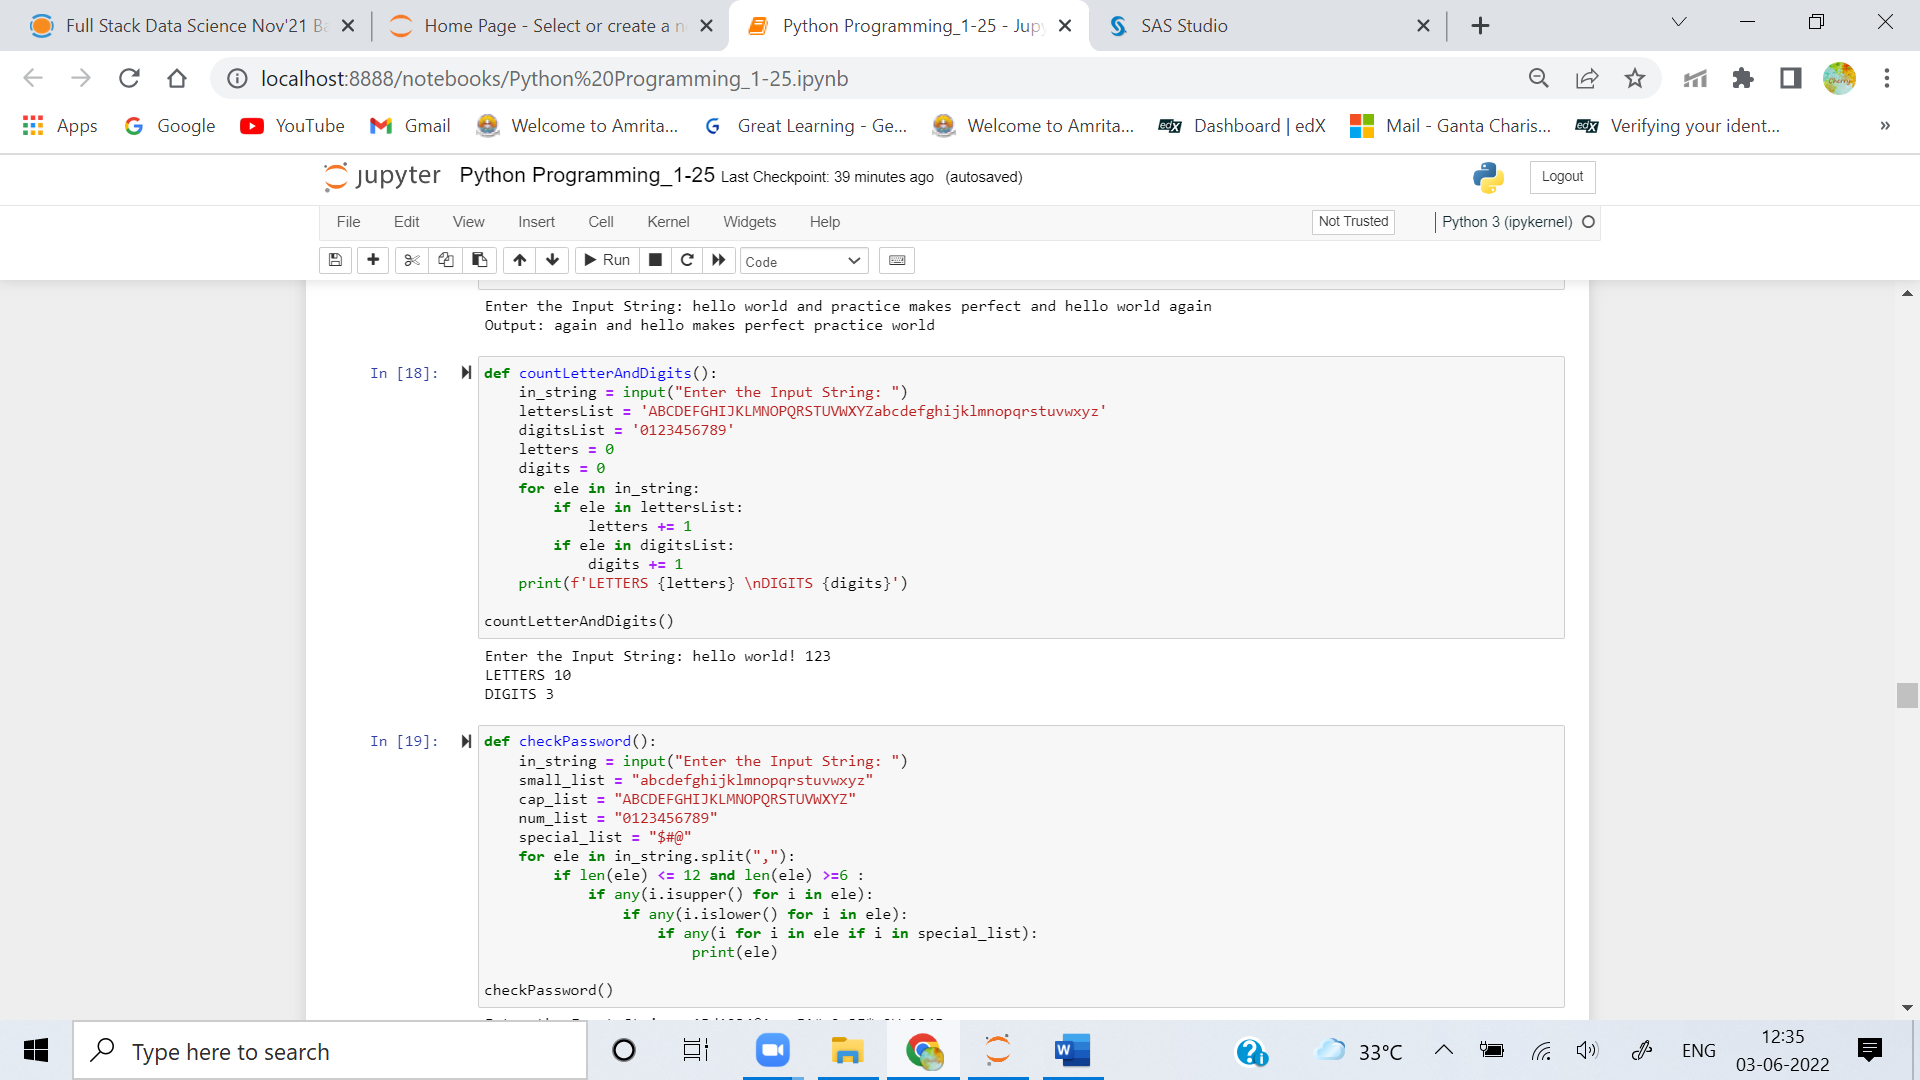 Full Stack Data Science Nov'21 Ba
Home Page - Select or create a n
Python Programming_1-25 - Jupy
SAS Studio
localhost:8888/notebooks/Python%20Programming_1-25.ipynb
Apps
Google
YouTube
Gmail
Welcome to Amrita...
Great Learning - Ge...
Welcome to Amrita...
Dashboard | edX
Mail - Ganta Charis...
Verifying your ident...
»
jupyter Python Programming_1-25 Last Checkpoint: 39 minutes ago (autosaved)
Logout
File Edit View Insert Cell Kernel Widgets Help
Not Trusted
Python 3 (ipykernel)
Run
Code
Enter the Input String: hello world and practice makes perfect and hello world again
Output: again and hello makes perfect practice world
In [18]:
def countLetterAndDigits():
    in_string = input("Enter the Input String: ")
    lettersList = 'ABCDEFGHIJKLMNOPQRSTUVWXYZabcdefghijklmnopqrstuvwxyz'
    digitsList = '0123456789'
    letters = 0
    digits = 0
    for ele in in_string:
        if ele in lettersList:
            letters += 1
        if ele in digitsList:
            digits += 1
    print(f'LETTERS {letters} \nDIGITS {digits}')
countLetterAndDigits()
Enter the Input String: hello world! 123
LETTERS 10
DIGITS 3
In [19]:
def checkPassword():
    in_string = input("Enter the Input String: ")
    small_list = "abcdefghijklmnopqrstuvwxyz"
    cap_list = "ABCDEFGHIJKLMNOPQRSTUVWXYZ"
    num_list = "0123456789"
    special_list = "$#@"
    for ele in in_string.split(","):
        if len(ele) <= 12 and len(ele) >=6 :
            if any(i.isupper() for i in ele):
                if any(i.islower() for i in ele):
                    if any(i for i in ele if i in special_list):
                        print(ele)
checkPassword()
Type here to search
33°C
ENG
12:35
03-06-2022